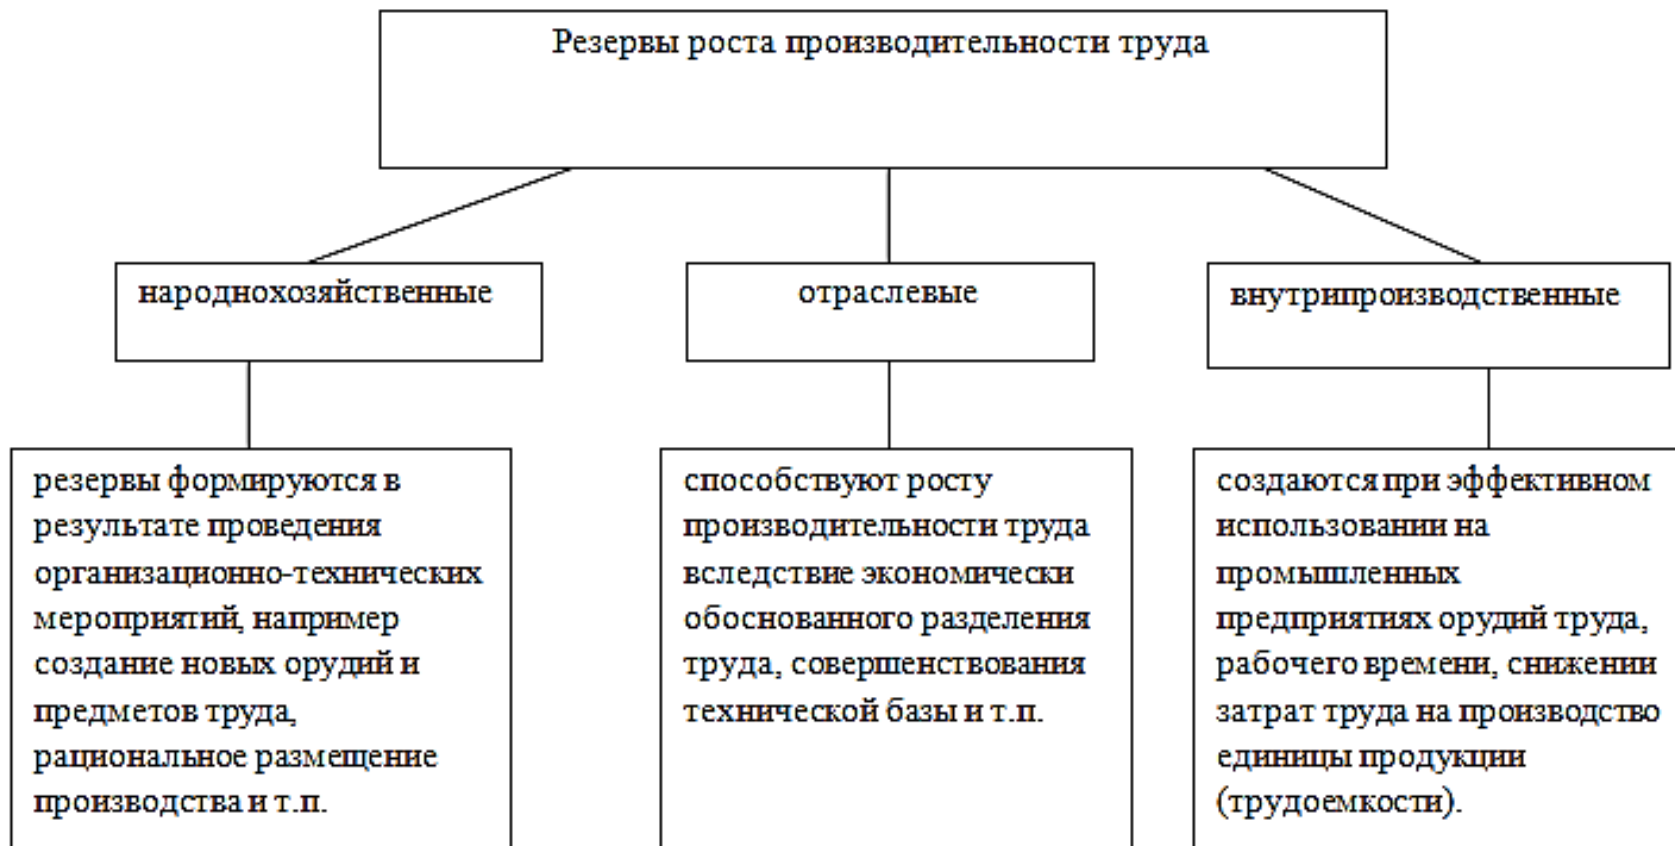 Резервы роста производительности труда
народнохозяйственные
отраслевые
внутрипроизводственные
резервы формируются в
результате проведения
организационно-технических
мероприятий, например
создание новых орудий и
предметов труда,
рациональное размещение
производства и т.п.
способствуют росту
производительности труда
вследствие экономически
обоснованного разделения
труда, совершенствования
технической базы и т.п.
создаются при эффективном
использовании на
промышленных
предприятиях орудий труда,
рабочего времени, снижении
затрат труда на производство
единицы продукции
(трудоемкости).